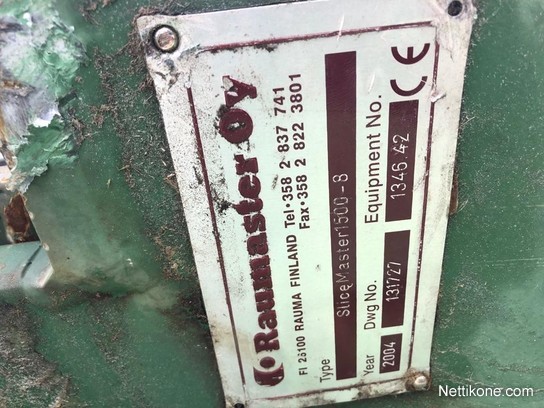 Raumaster Oy
FI 26100 RAUMA FINLAND Tel•358 2 837 741
Fax•358 2 822 3801
Type
SliceMaster1500-8
Year Dwg No. Equipment No.
2004 131727 1346.42
CE
Nettikone.com